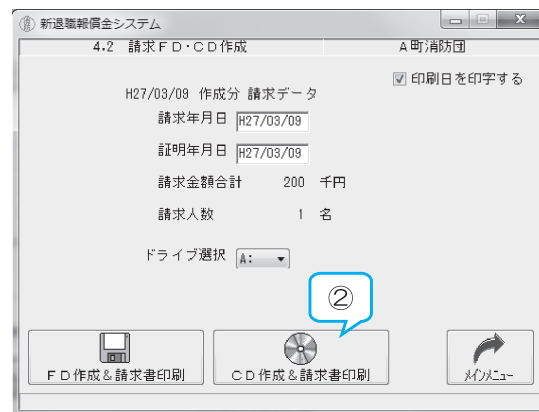 新退職報償金システム
4.2 請求FD・CD作成 A町消防団
印刷日を印字する
H27/03/09 作成分 請求データ
請求年月日 H27/03/09
証明年月日 H27/03/09
請求金額合計 200 千円
請求人数 1 名
ドライブ選択 A:
②
FD作成&請求書印刷 CD作成&請求書印刷 メインメニュー